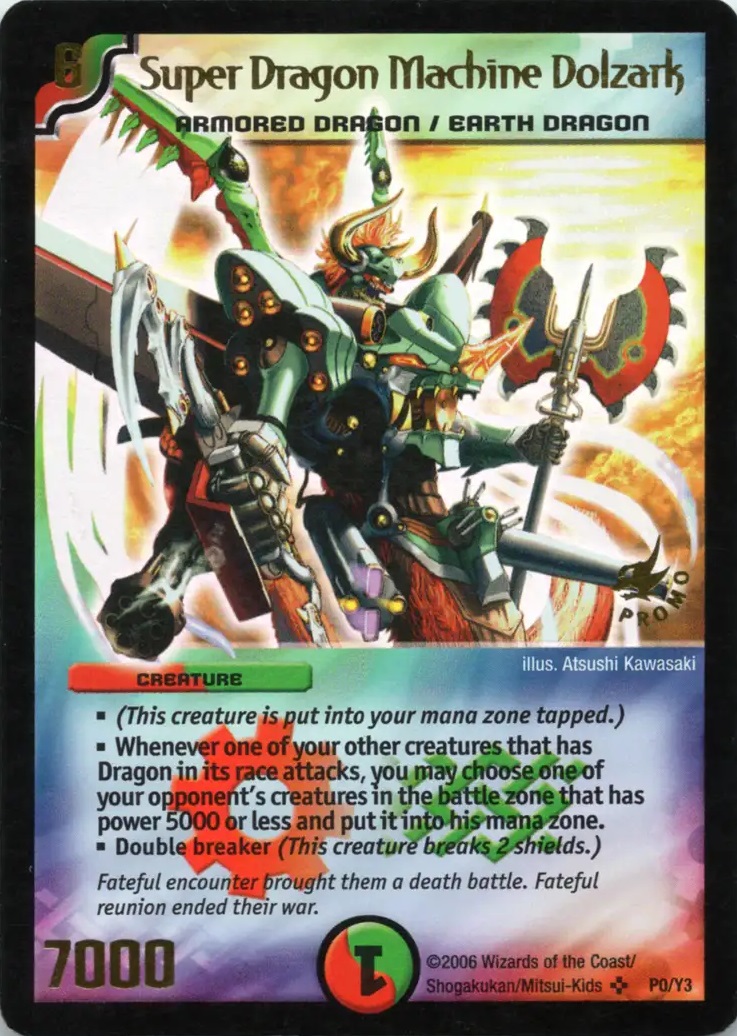 6
Super Dragon Machine Dolzark
ARMORED DRAGON / EARTH DRAGON
PROMO
illus. Atsushi Kawasaki
CREATURE
▪ (This creature is put into your mana zone tapped.)
▪ Whenever one of your other creatures that has
Dragon in its race attacks, you may choose one of
your opponent's creatures in the battle zone that has
power 5000 or less and put it into his mana zone.
▪ Double breaker (This creature breaks 2 shields.)
Fateful encounter brought them a death battle. Fateful
reunion ended their war.
7000
1
©2006 Wizards of the Coast/
Shogakukan/Mitsui-Kids P0/Y3